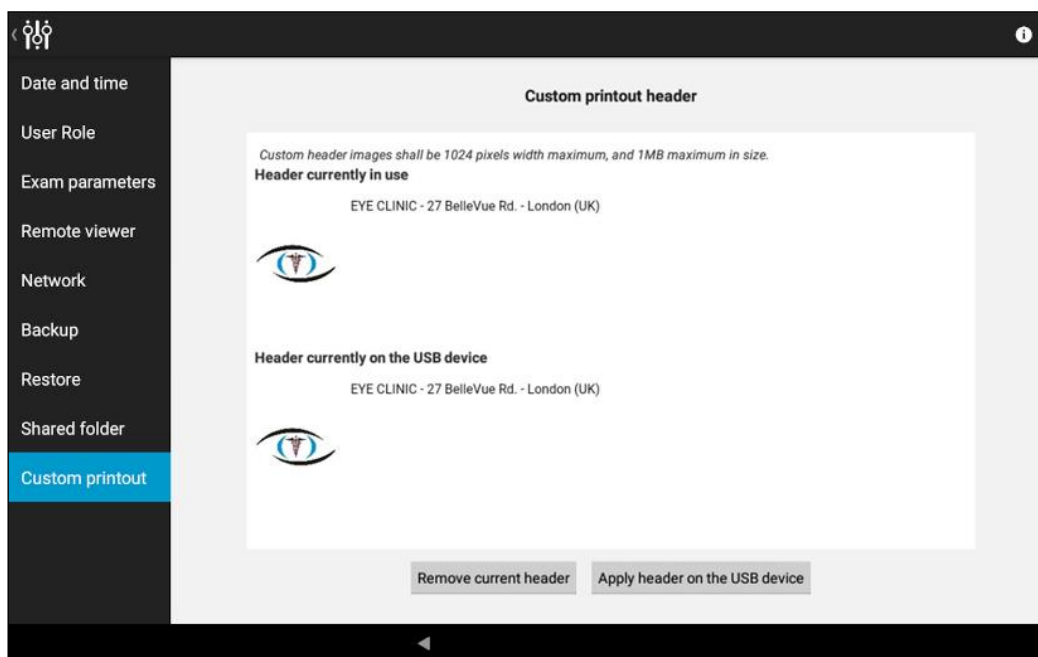 Date and time
User Role
Exam parameters
Remote viewer
Network
Backup
Restore
Shared folder
Custom printout
Custom printout header
Custom header images shall be 1024 pixels width maximum, and 1MB maximum in size.
Header currently in use
EYE CLINIC - 27 BelleVue Rd. - London (UK)
Header currently on the USB device
EYE CLINIC - 27 BelleVue Rd. - London (UK)
Remove current header
Apply header on the USB device